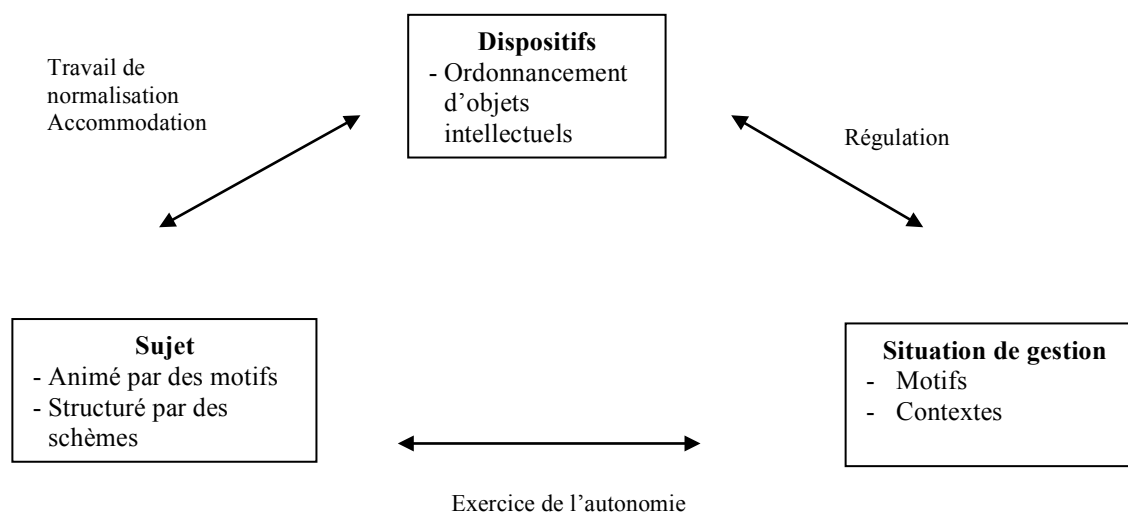 Dispositifs
- Ordonnancement
d’objets
intellectuels
Travail de
normalisation
Accommodation
Régulation
Sujet
- Animé par des motifs
- Structuré par des
schèmes
Situation de gestion
- Motifs
- Contextes
Exercice de l’autonomie